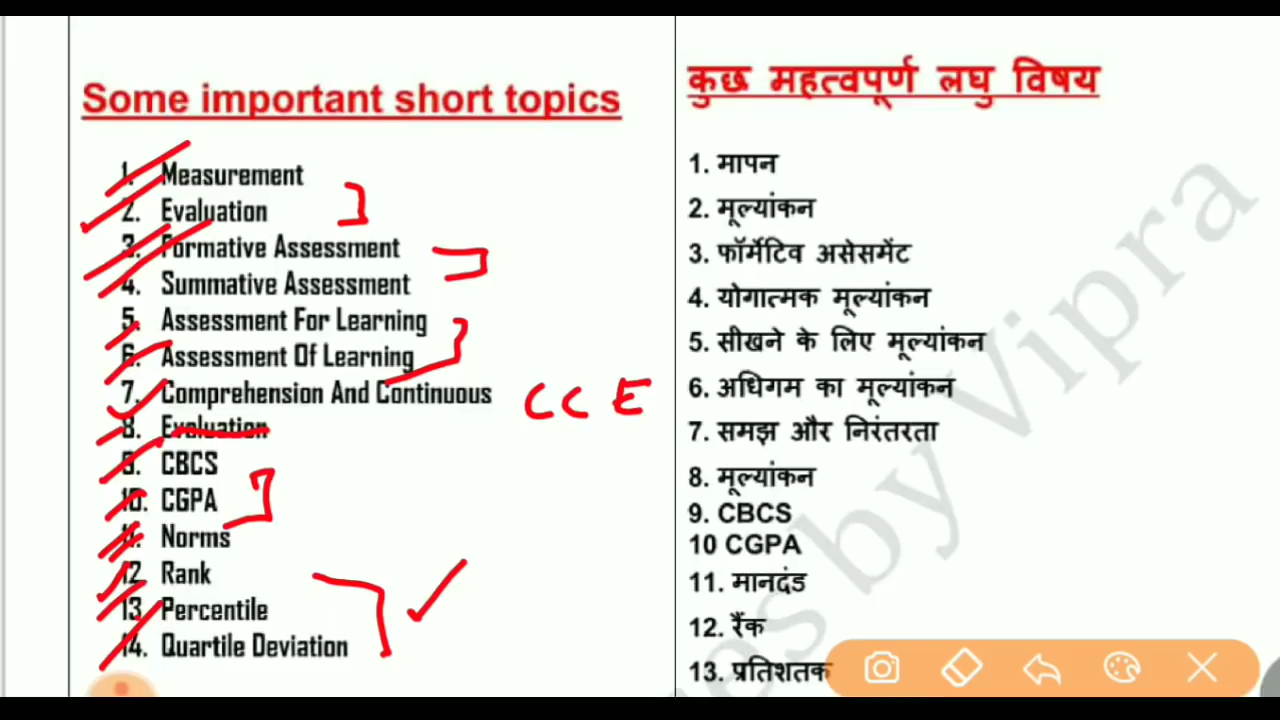 Some important short topics
1. Measurement
2. Evaluation
3. Formative Assessment
4. Summative Assessment
5. Assessment For Learning
6. Assessment Of Learning
7. Comprehension And Continuous
CCE
8. Evaluation
9. CBCS
10. CGPA
11. Norms
12. Rank
13. Percentile
14. Quartile Deviation
कुछ महत्वपूर्ण लघु विषय
1. मापन
2. मूल्यांकन
3. फॉर्मेटिव असेसमेंट
4. योगात्मक मूल्यांकन
5. सीखने के लिए मूल्यांकन
6. अधिगम का मूल्यांकन
7. समझ और निरंतरता
8. मूल्यांकन
9. CBCS
10 CGPA
11. मानदंड
12. रैंक
13. प्रतिशतक
by Vipra